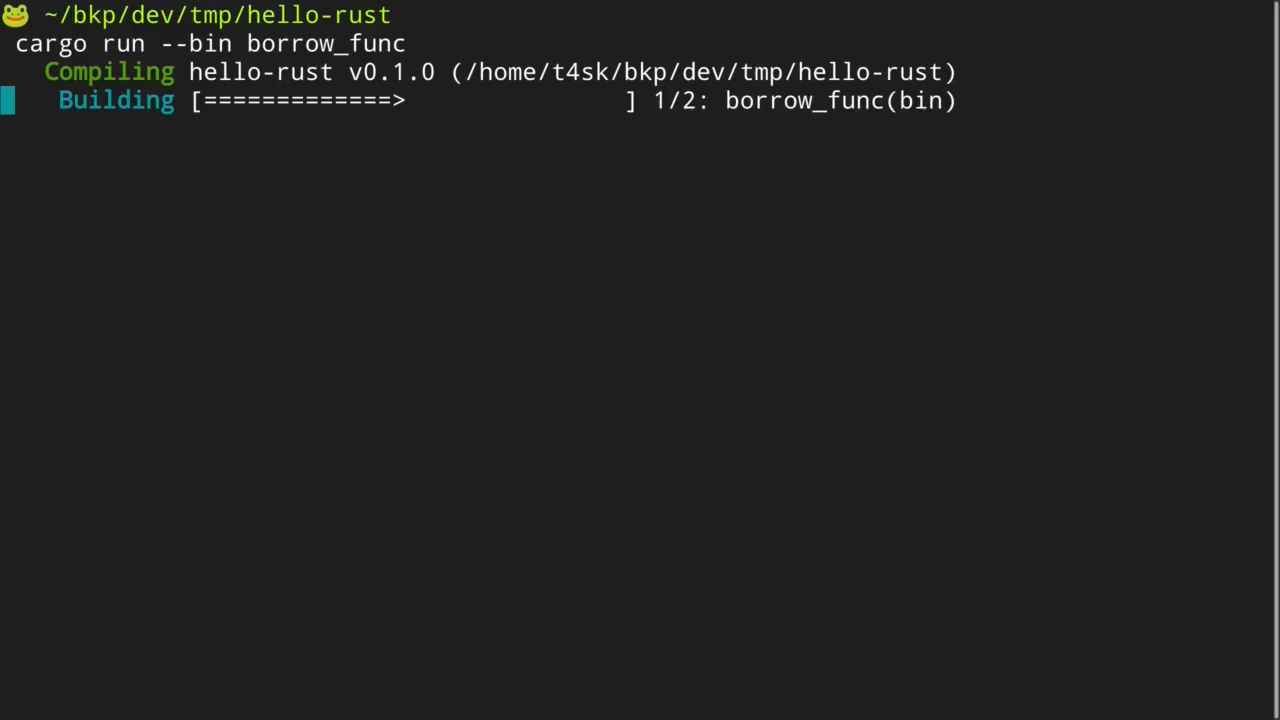 🐸 ~/bkp/dev/tmp/hello-rust
cargo run --bin borrow_func
Compiling hello-rust v0.1.0 (/home/t4sk/bkp/dev/tmp/hello-rust)
Building [=============>               ] 1/2: borrow_func(bin)